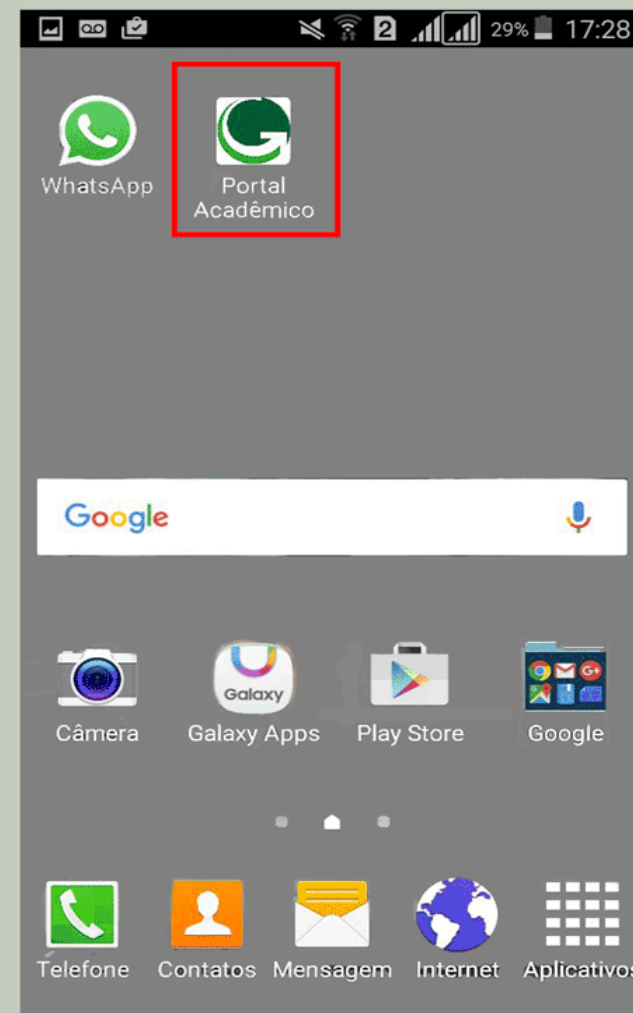 2 29% 17:28
WhatsApp
Portal
Acadêmico
Google
Galaxy
G+
Câmera
Galaxy Apps
Play Store
Google
Telefone
Contatos
Mensagem
Internet
Aplicativos